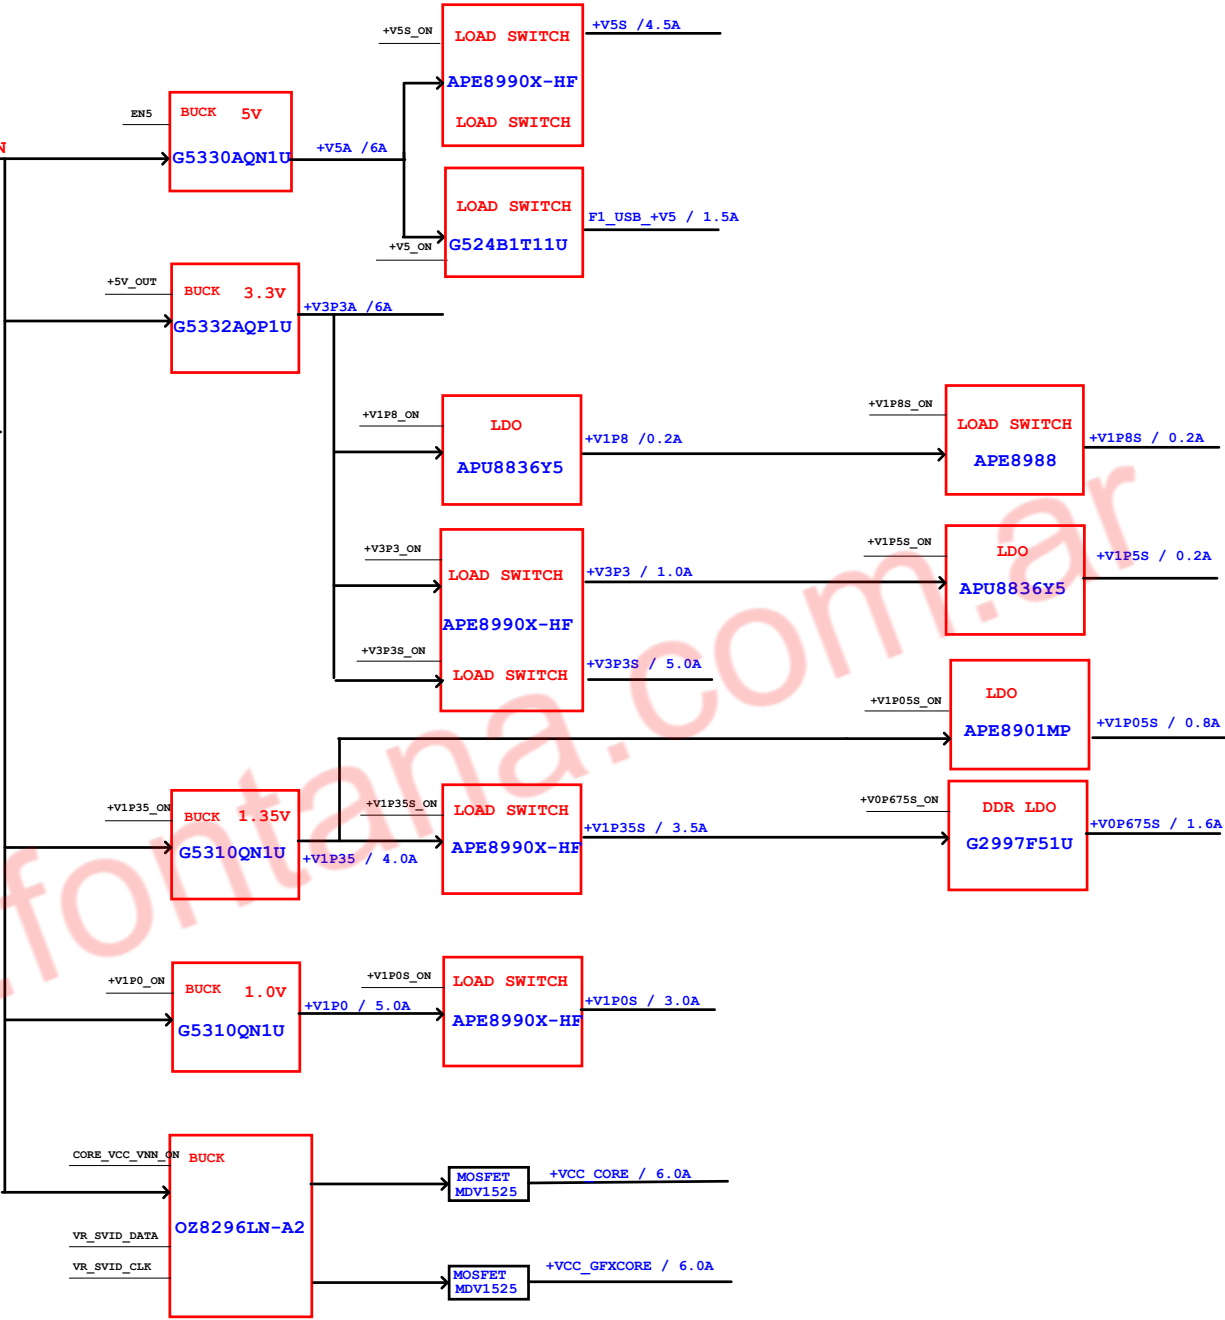 +V5S_ON
LOAD SWITCH
APE8990X-HF
LOAD SWITCH
+V5S /4.5A
EN5
BUCK 5V
G5330AQN1U
+V5A /6A
N
LOAD SWITCH
G524B1T11U
F1_USB_+V5 / 1.5A
+V5_ON
+5V_OUT
BUCK 3.3V
G5332AQP1U
+V3P3A /6A
+V1P8_ON
LDO
APU8836Y5
+V1P8 /0.2A
+V1P8S_ON
LOAD SWITCH
APE8988
+V1P8S / 0.2A
+V3P3_ON
LOAD SWITCH
APE8990X-HF
+V3P3S_ON
LOAD SWITCH
+V3P3 / 1.0A
+V3P3S / 5.0A
+V1P5S_ON
LDO
APU8836Y5
+V1P5S / 0.2A
+V1P05S_ON
LDO
APE8901MP
+V1P05S / 0.8A
+V1P35_ON
BUCK 1.35V
G5310QN1U
+V1P35 / 4.0A
+V1P35S_ON
LOAD SWITCH
APE8990X-HF
+V1P35S / 3.5A
+V0P675S_ON
DDR LDO
G2997F51U
+V0P675S / 1.6A
+V1P0_ON
BUCK 1.0V
G5310QN1U
+V1P0 / 5.0A
+V1P0S_ON
LOAD SWITCH
APE8990X-HF
+V1P0S / 3.0A
CORE_VCC_VNN_ON
BUCK
OZ8296LN-A2
VR_SVID_DATA
VR_SVID_CLK
MOSFET
MDV1525
+VCC CORE / 6.0A
MOSFET
MDV1525
+VCC_GFXCORE / 6.0A
.fontana.com.ar